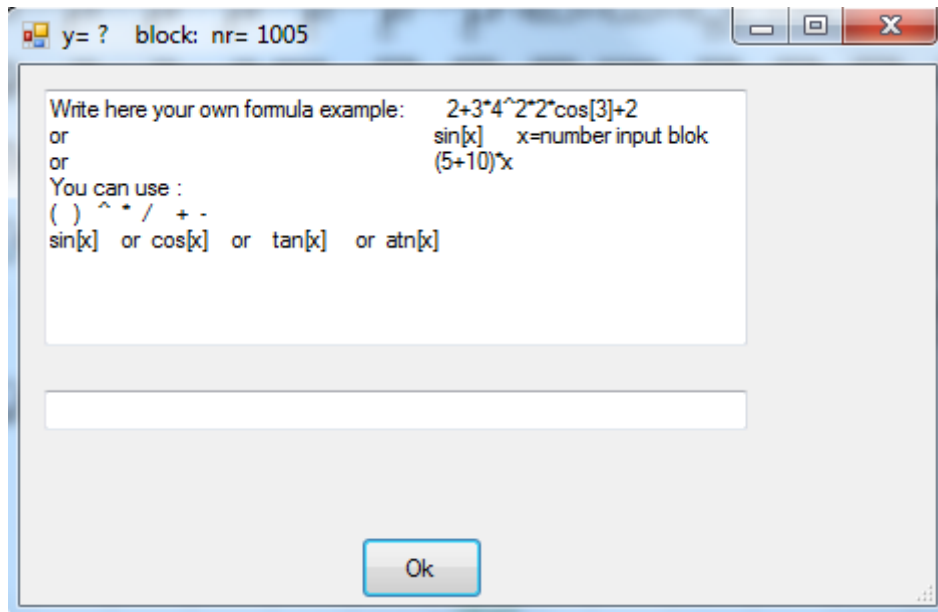 y= ? block: nr= 1005
Write here your own formula example: 2+3*4^2*2*cos[3]+2
or sin[x] x=number input blok
or (5+10)*x
You can use :
( ) ^ * / + -
sin[x] or cos[x] or tan[x] or atn[x]
Ok